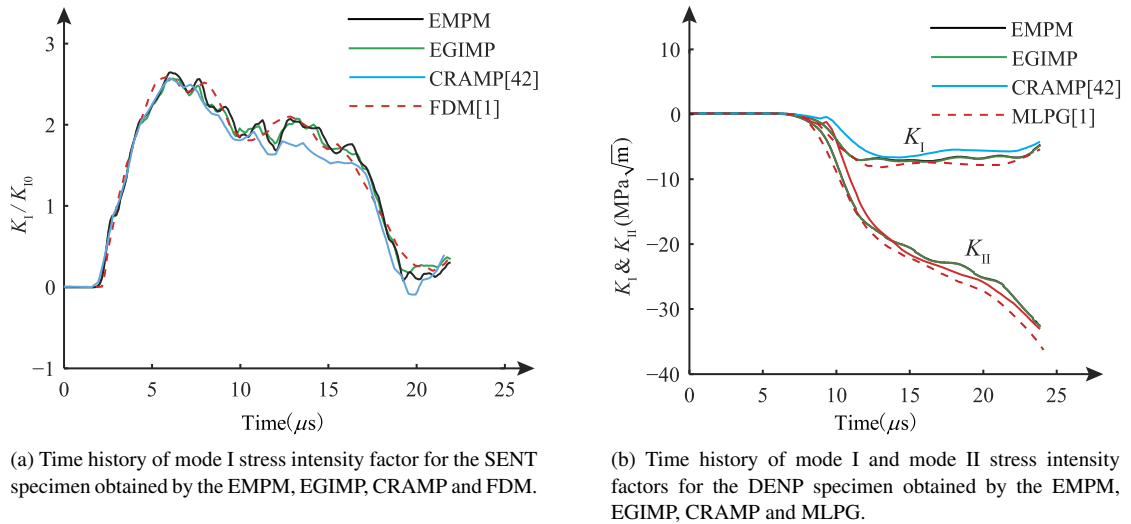 3
2
1
0
−1
0
5
10
15
20
25
K_I / K_I0
Time(μs)
EMPM
EGIMP
CRAMP[42]
FDM[1]
(a) Time history of mode I stress intensity factor for the SENT
specimen obtained by the EMPM, EGIMP, CRAMP and FDM.
10
0
−10
−20
−30
−40
0
5
10
15
20
25
K_I & K_II (MPa√m)
Time(μs)
EMPM
EGIMP
CRAMP[42]
MLPG[1]
K_I
K_II
(b) Time history of mode I and mode II stress intensity
factors for the DENP specimen obtained by the EMPM,
EGIMP, CRAMP and MLPG.